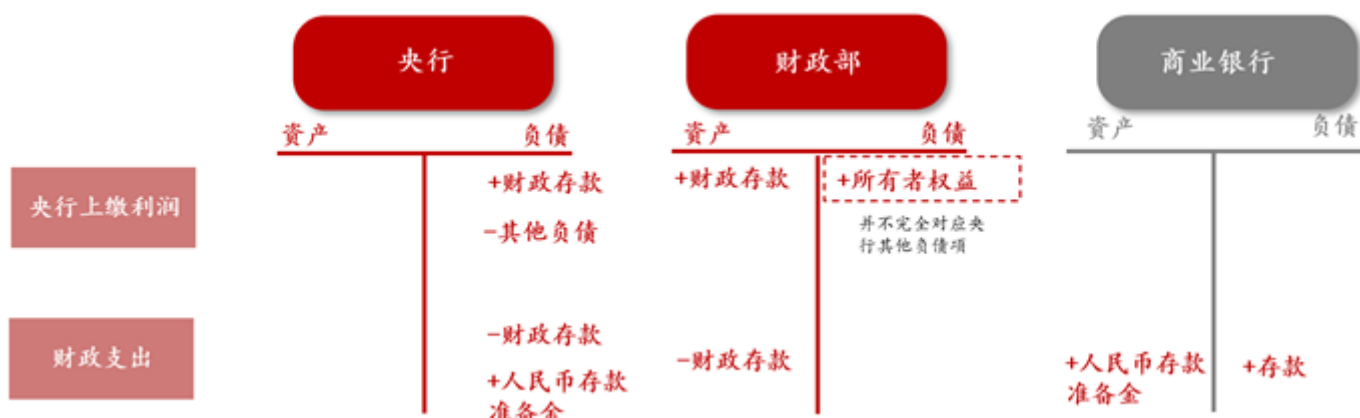 央行
财政部
商业银行
资产
负债
资产
负债
资产
负债
央行上缴利润
+财政存款
-其他负债
+财政存款
+所有者权益
并不完全对应央
行其他负债项
财政支出
-财政存款
+人民币存款
准备金
-财政存款
+人民币存款
准备金
+存款